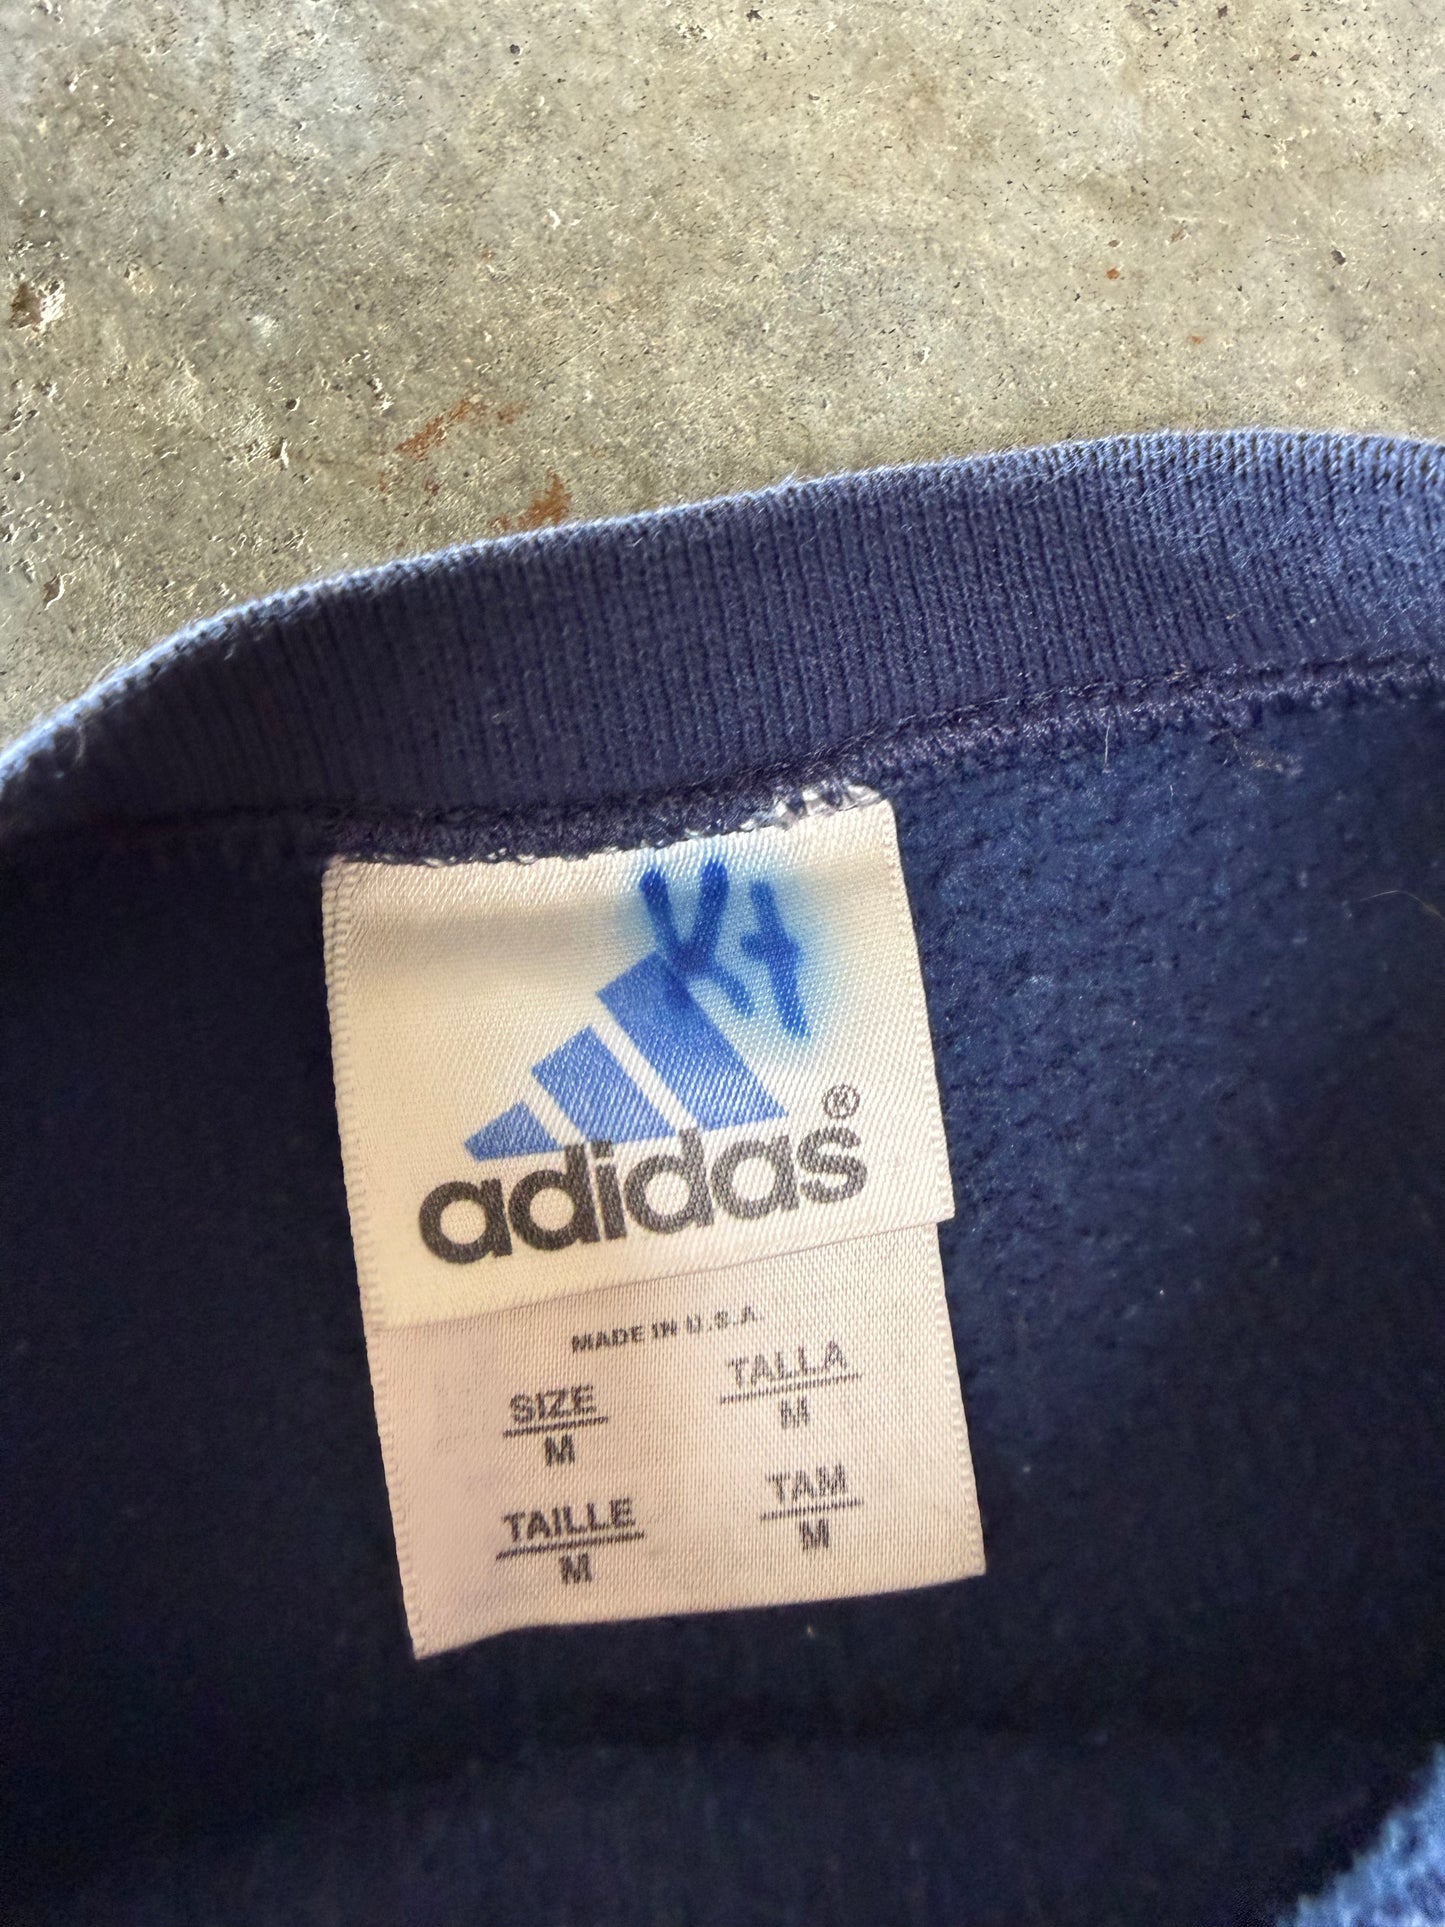 adidas®
MADE IN U.S.A.
SIZE TALLA
M M
TAILLE TAM
M M